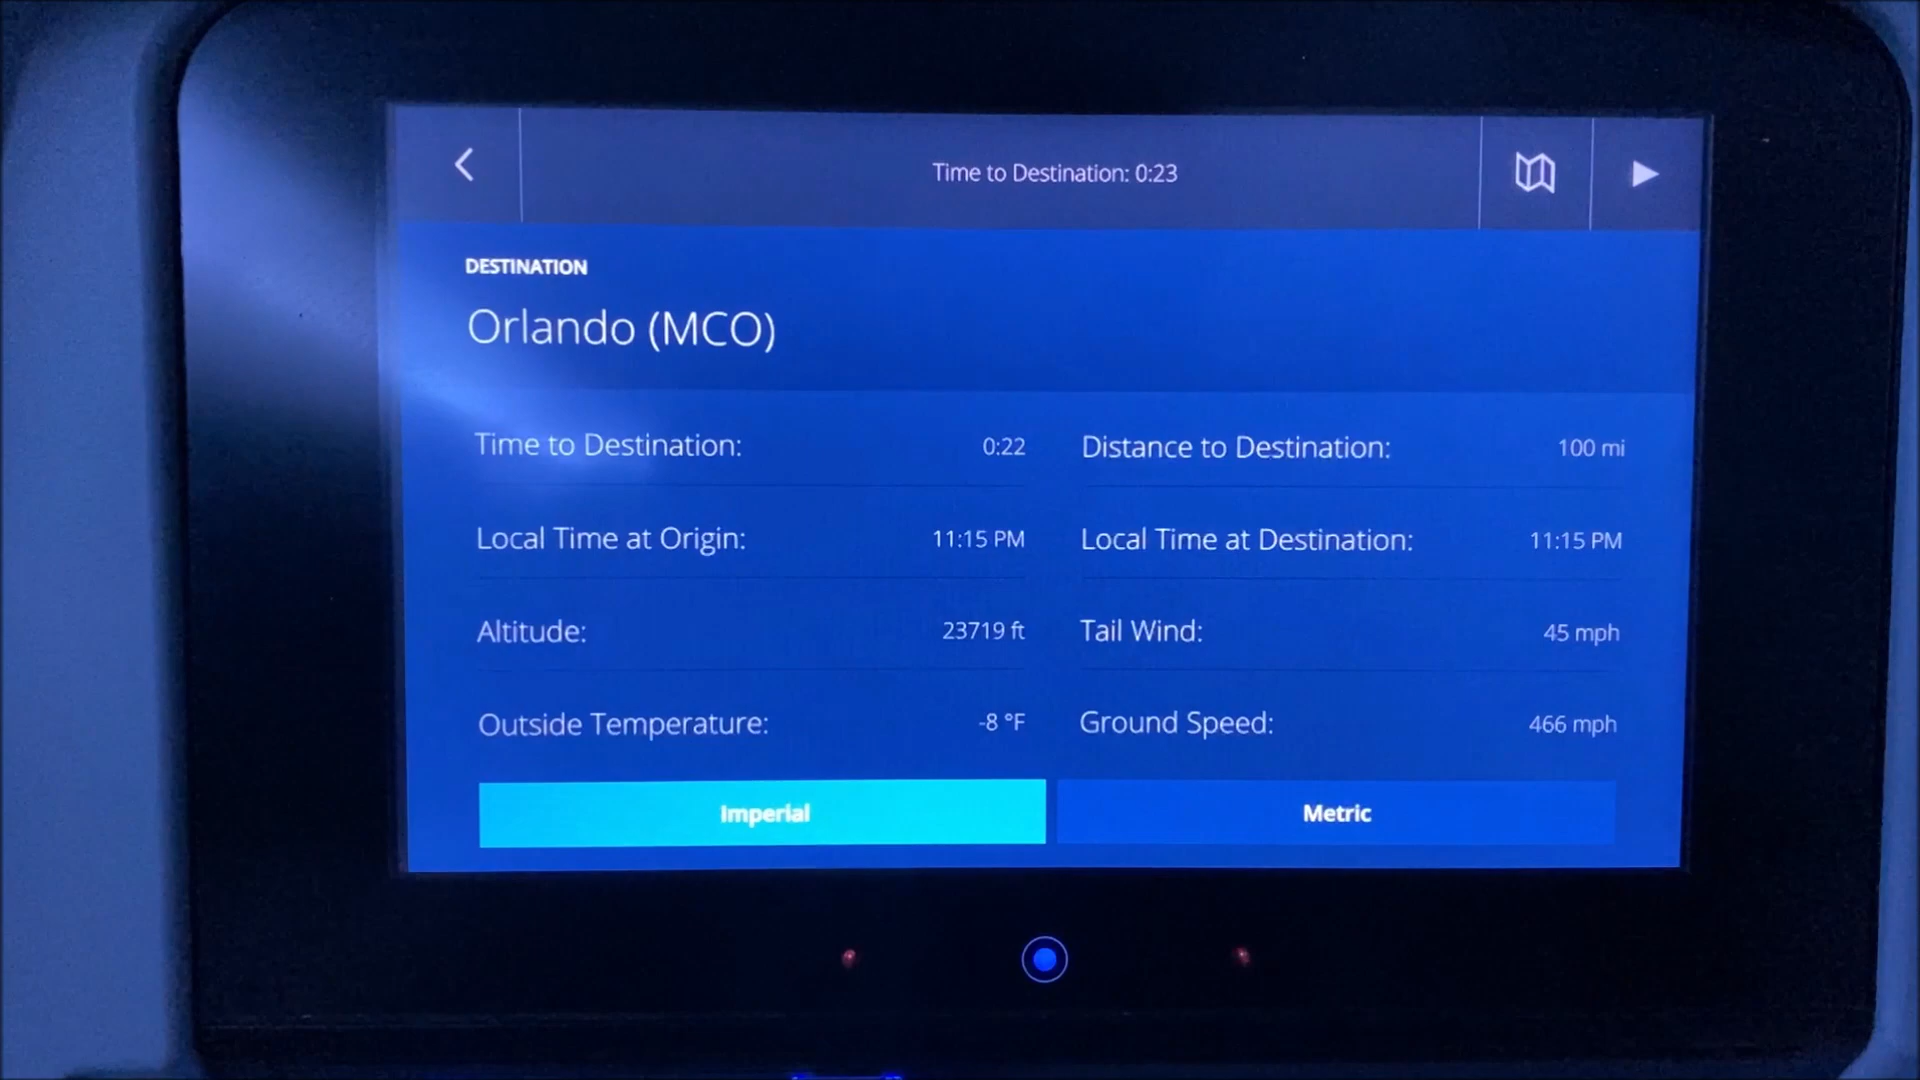 Time to Destination: 0:23
DESTINATION
Orlando (MCO)
Time to Destination: 0:22 Distance to Destination: 100 mi
Local Time at Origin: 11:15 PM Local Time at Destination: 11:15 PM
Altitude: 23719 ft Tail Wind: 45 mph
Outside Temperature: -8 °F Ground Speed: 466 mph
Imperial Metric